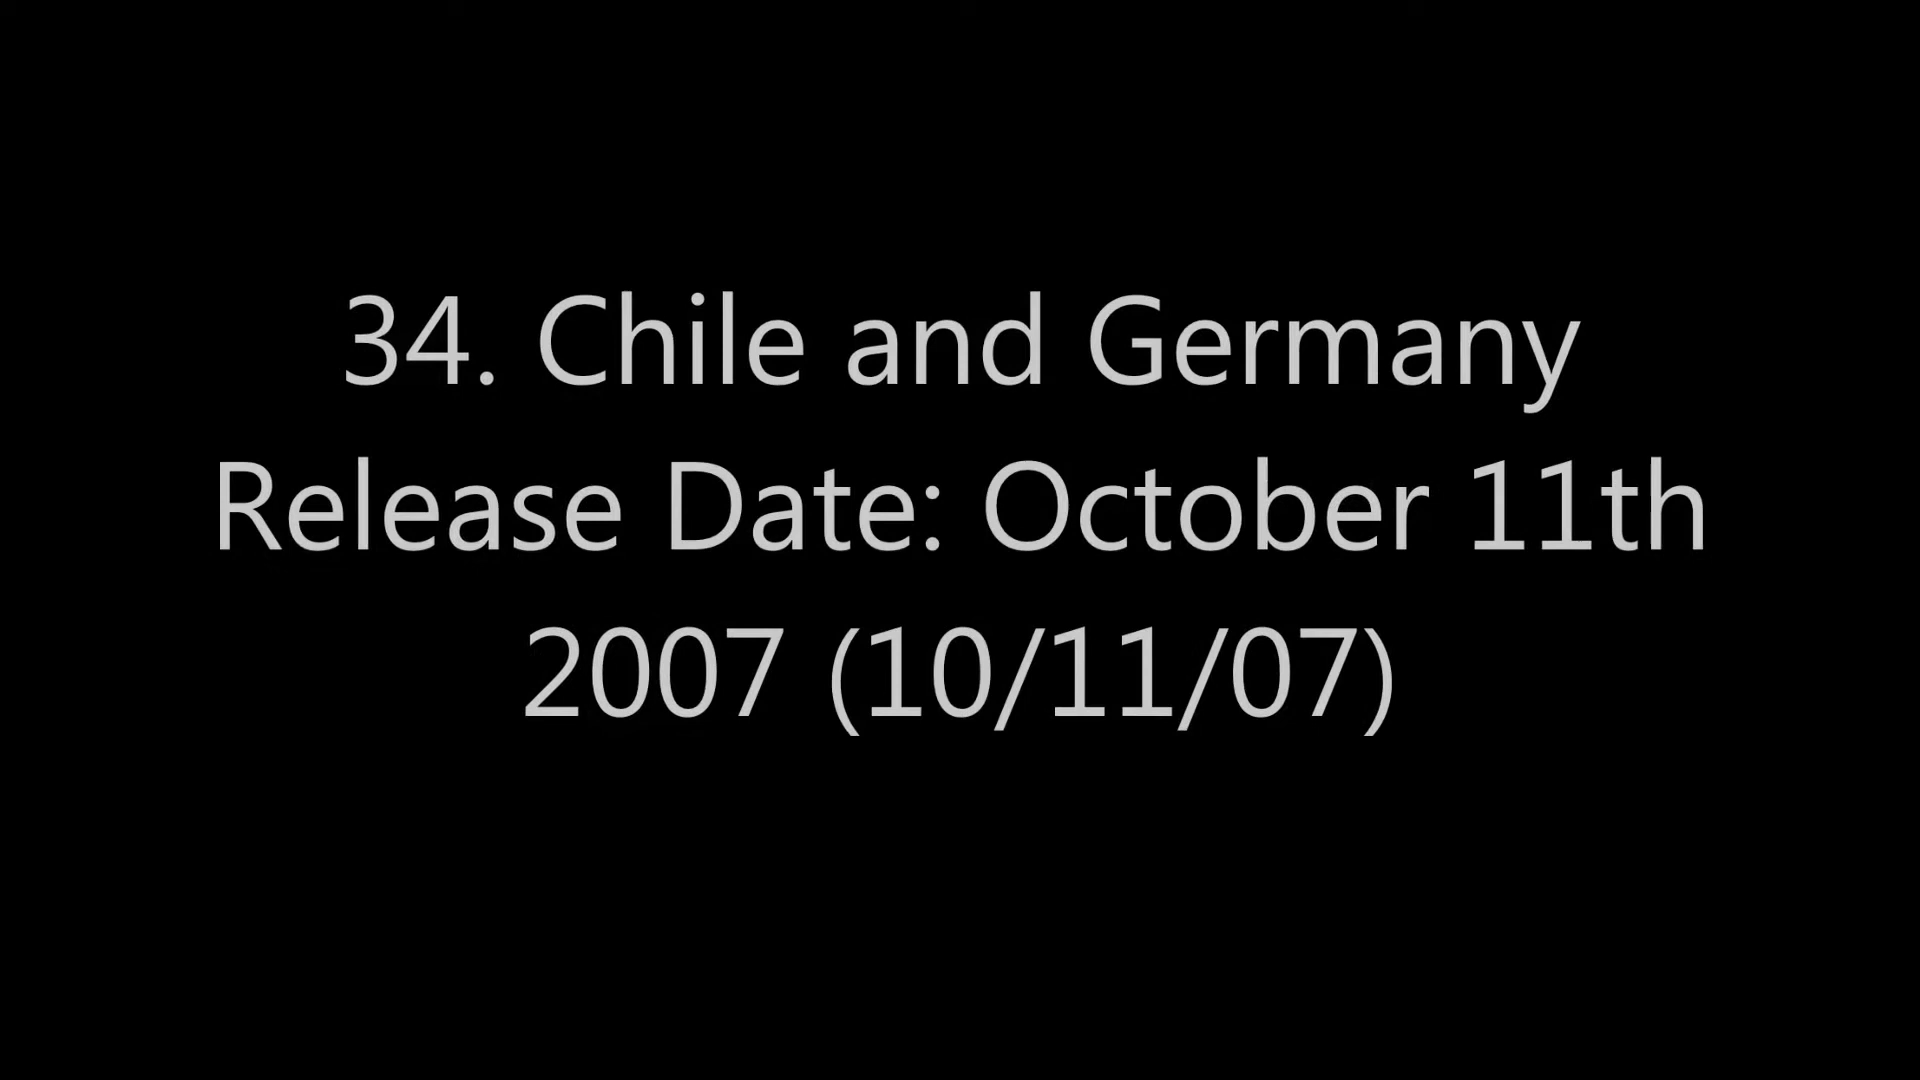 34. Chile and Germany
Release Date: October 11th
2007 (10/11/07)